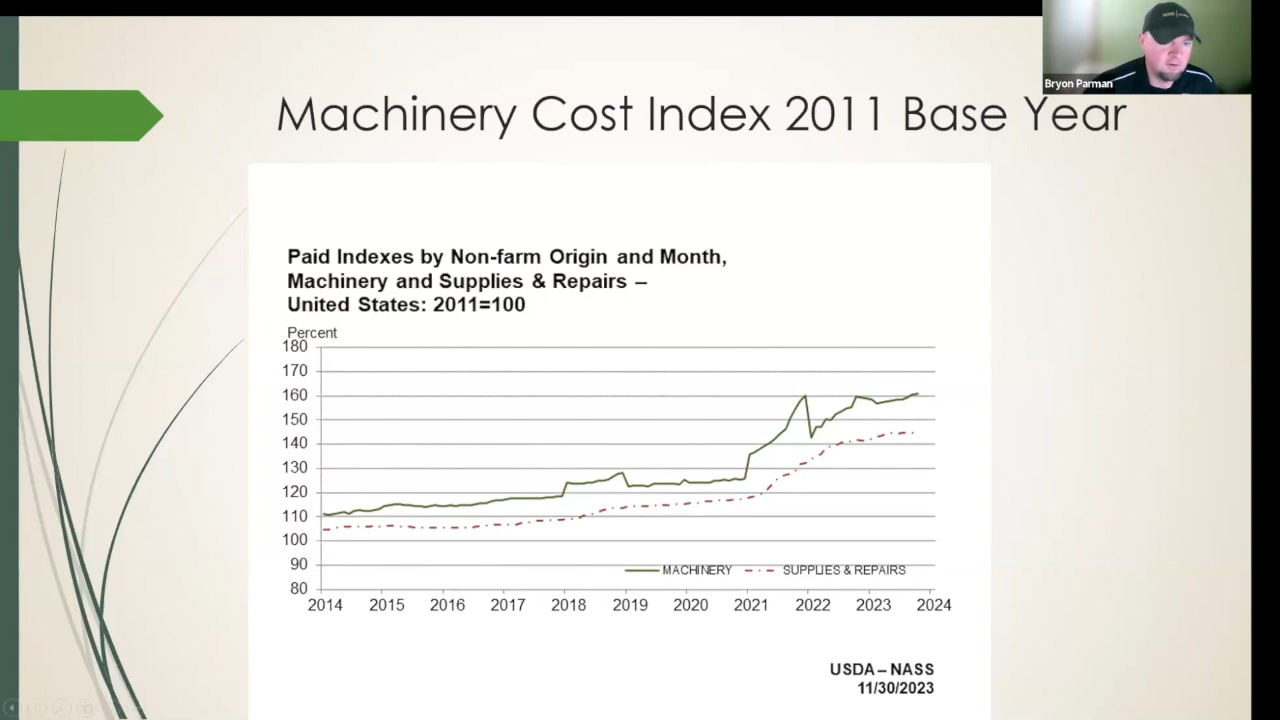 Bryon Parman
Machinery Cost Index 2011 Base Year
Paid Indexes by Non-farm Origin and Month,
Machinery and Supplies & Repairs –
United States: 2011=100
Percent
180
170
160
150
140
130
120
110
100
90
80
MACHINERY SUPPLIES & REPAIRS
2014 2015 2016 2017 2018 2019 2020 2021 2022 2023 2024
USDA – NASS
11/30/2023